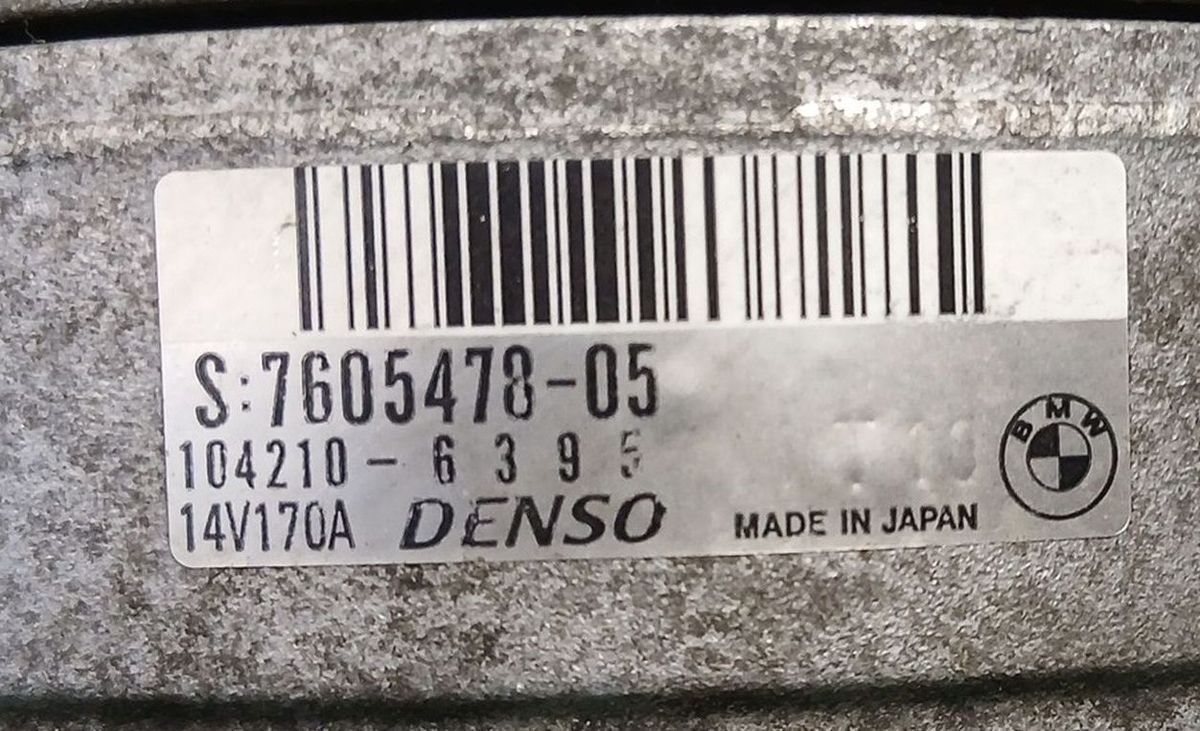 S:7605478-05
104210-6395
14V170A DENSO MADE IN JAPAN
BMW